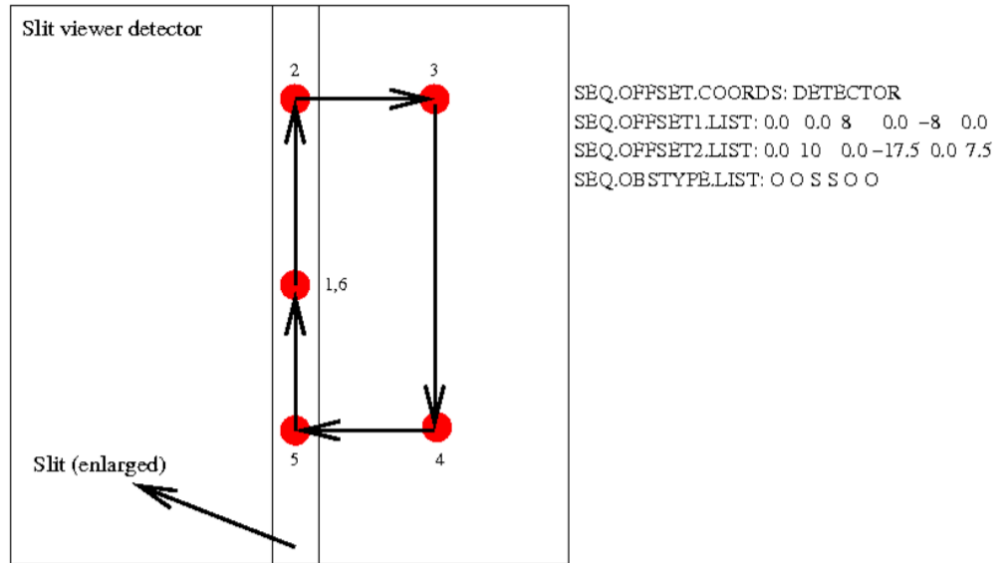 Slit viewer detector
2
3
SEQ.OFFSET.COORDS: DETECTOR
SEQ.OFFSET1.LIST: 0.0 0.0 8 0.0 −8 0.0
SEQ.OFFSET2.LIST: 0.0 10 0.0 −17.5 0.0 7.5
SEQ.OBSTYPE.LIST: O O S S O O
1,6
5
4
Slit (enlarged)